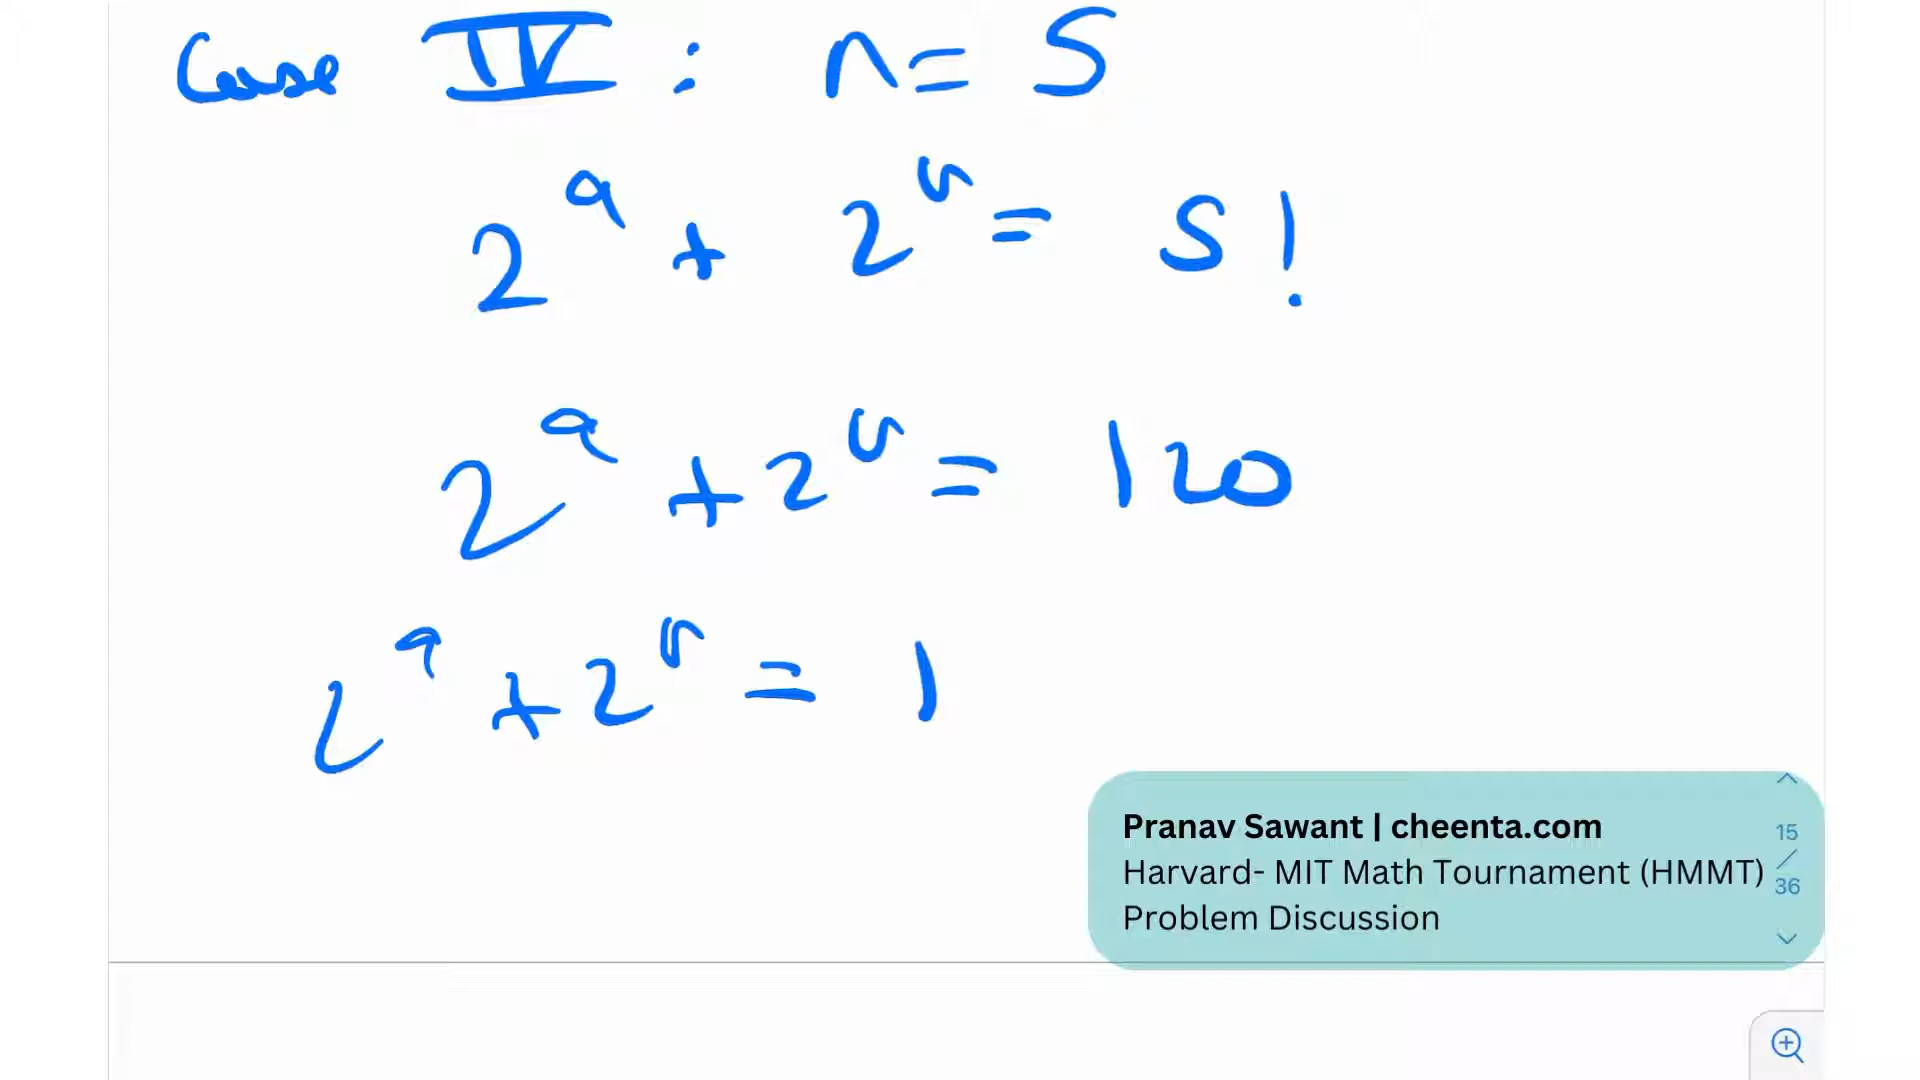 Case IV : n = 5
2^a + 2^b = 5!
2^a + 2^b = 120
2^a + 2^b = 1
Pranav Sawant | cheenta.com
Harvard- MIT Math Tournament (HMMT)
Problem Discussion
15
/
36